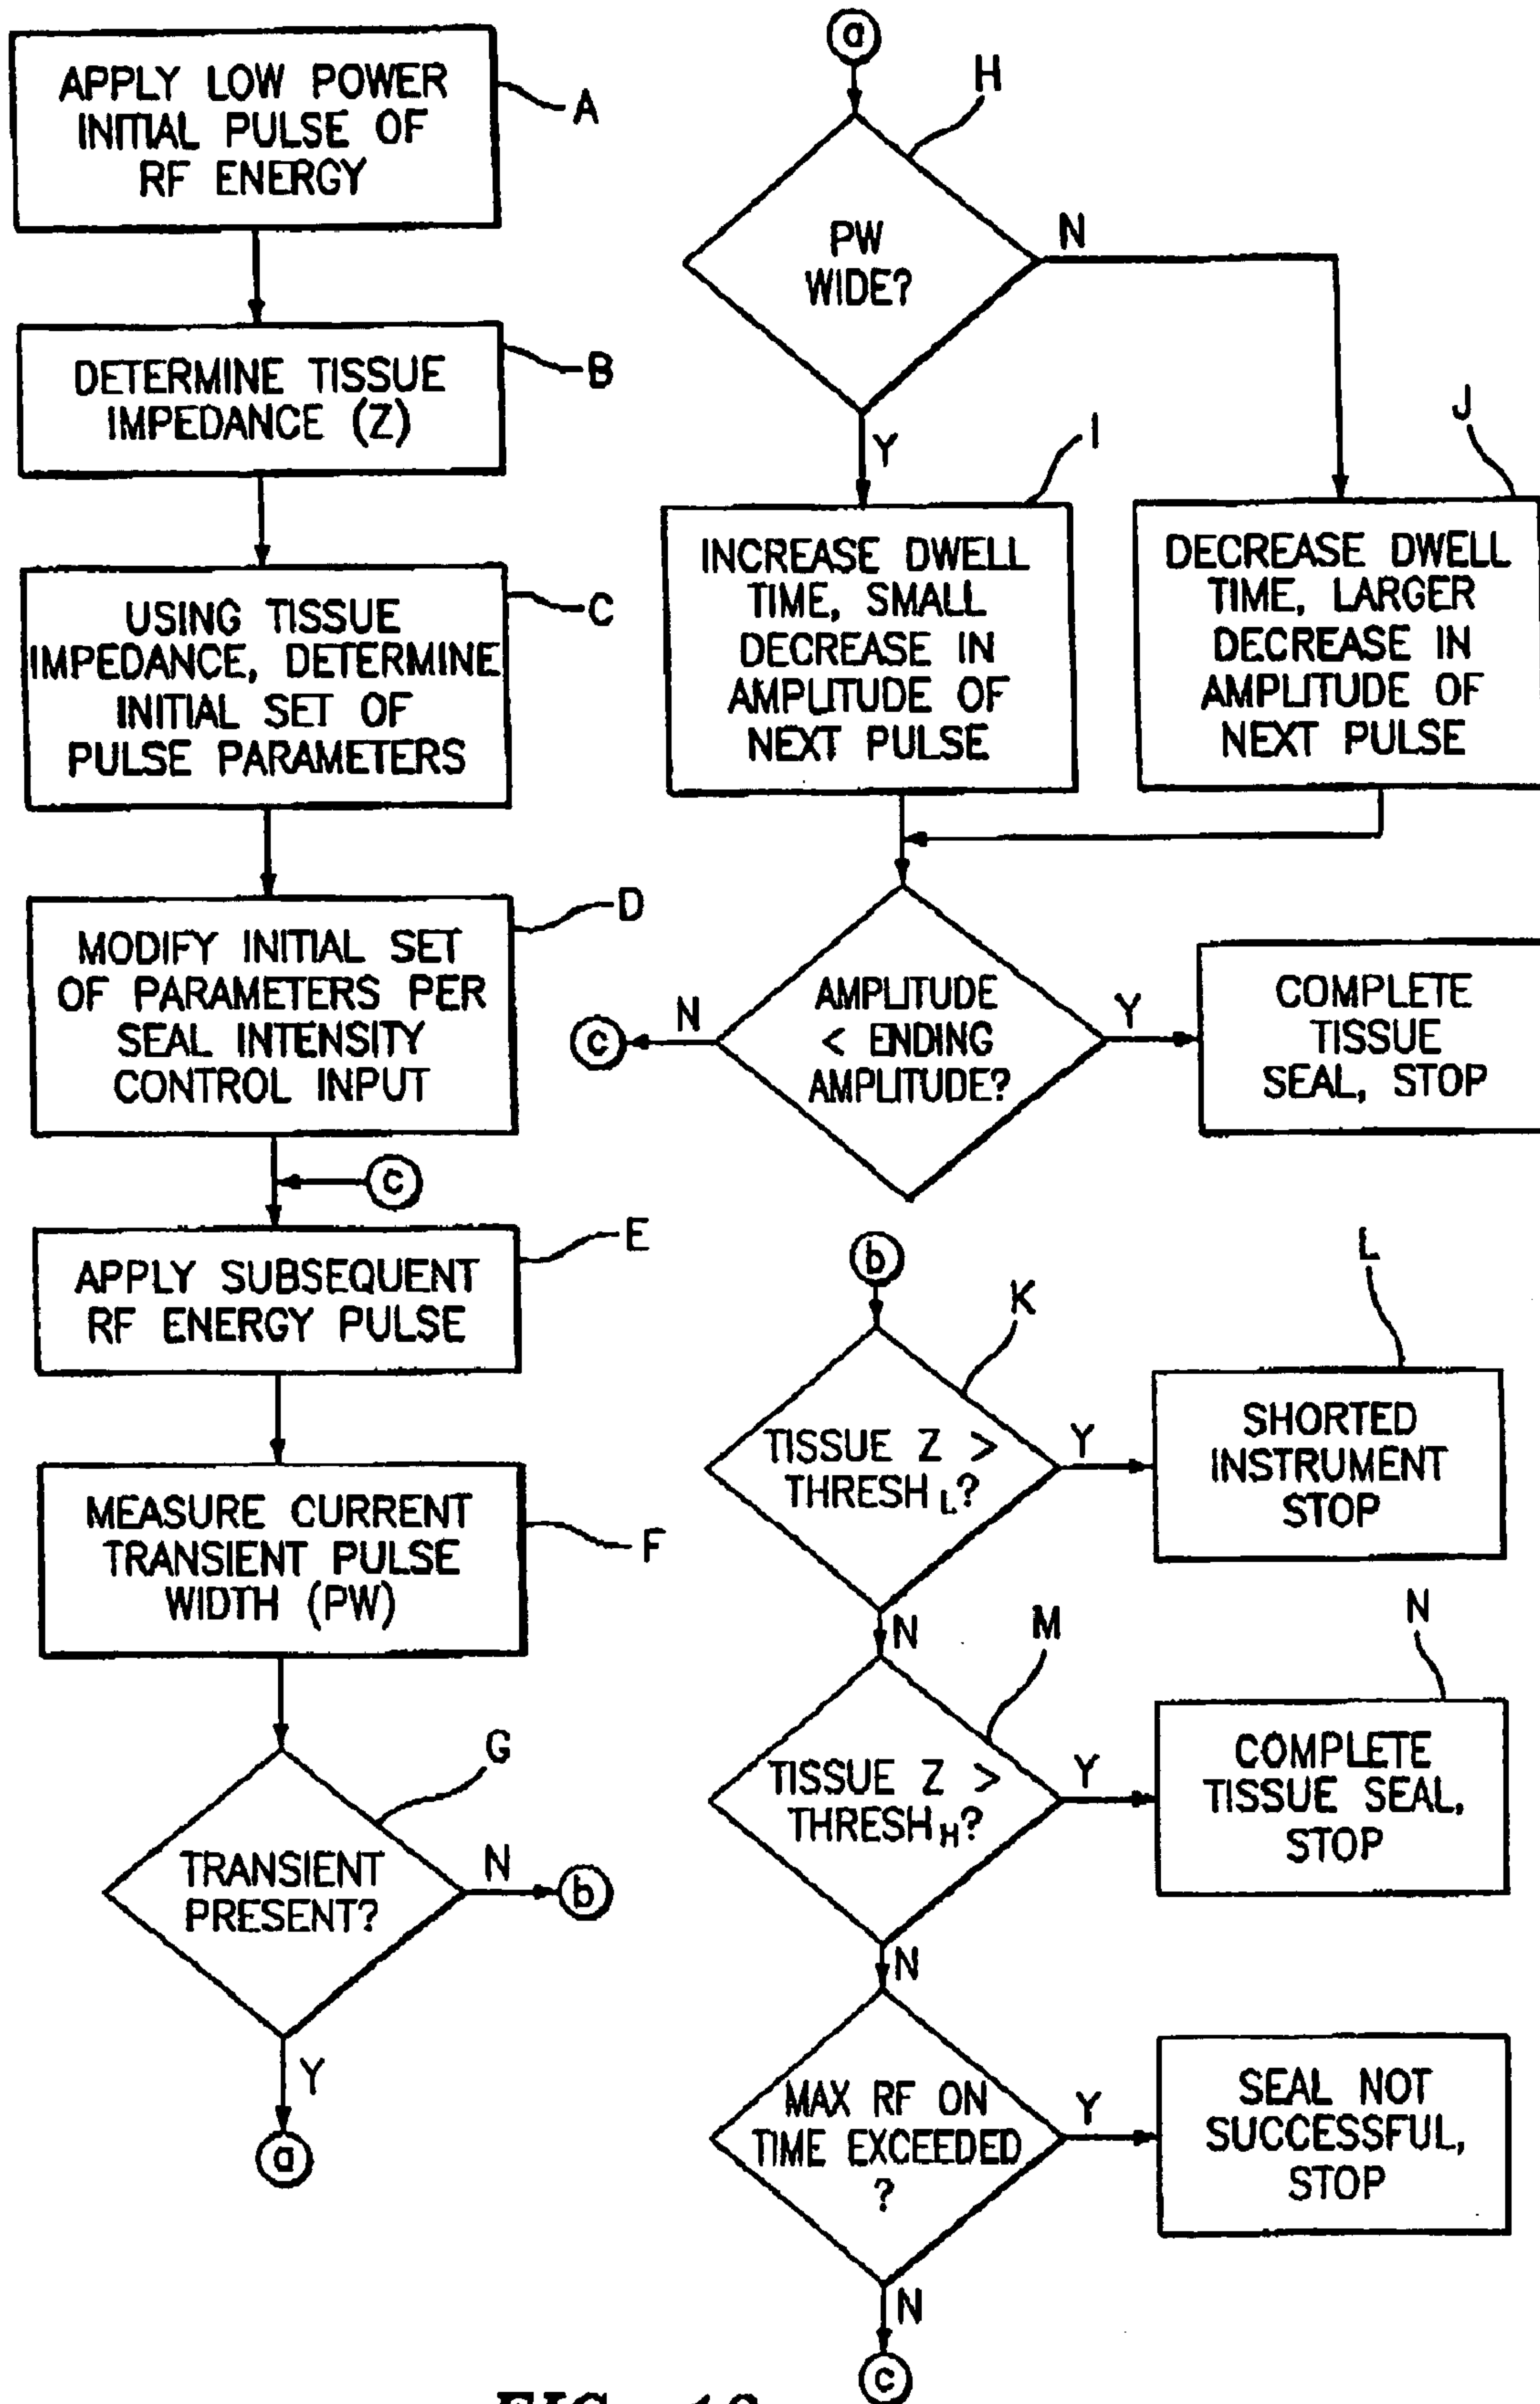 APPLY LOW POWER
INITIAL PULSE OF
RF ENERGY
A
DETERMINE TISSUE
IMPEDANCE (Z)
B
USING TISSUE
IMPEDANCE, DETERMINE
INITIAL SET OF
PULSE PARAMETERS
C
MODIFY INITIAL SET
OF PARAMETERS PER
SEAL INTENSITY
CONTROL INPUT
D
c
APPLY SUBSEQUENT
RF ENERGY PULSE
E
MEASURE CURRENT
TRANSIENT PULSE
WIDTH (PW)
F
G
TRANSIENT
PRESENT?
N
b
Y
a
a
H
PW
WIDE?
N
Y
I
INCREASE DWELL
TIME, SMALL
DECREASE IN
AMPLITUDE OF
NEXT PULSE
J
DECREASE DWELL
TIME, LARGER
DECREASE IN
AMPLITUDE OF
NEXT PULSE
AMPLITUDE
< ENDING
AMPLITUDE?
N
c
Y
COMPLETE
TISSUE
SEAL, STOP
b
K
TISSUE Z >
THRESH L?
Y
L
SHORTED
INSTRUMENT
STOP
N
M
TISSUE Z >
THRESH H?
Y
N
COMPLETE
TISSUE SEAL,
STOP
N
MAX RF ON
TIME EXCEEDED
?
Y
SEAL NOT
SUCCESSFUL,
STOP
N
c